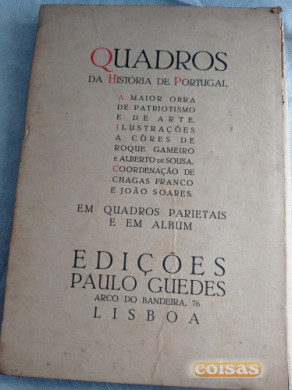 QUADROS
DA HISTÓRIA DE PORTUGAL
A MAIOR OBRA
DE PATRIOTISMO
E DE ARTE.
ILUSTRAÇÕES
A CÔRES DE
ROQUE GAMEIRO
E ALBERTO DE SOUSA.
COORDENAÇÃO DE
CHAGAS FRANCO
E JOÃO SOARES.
EM QUADROS PARIETAIS
E EM ALBUM
EDIÇÕES
PAULO GUEDES
ARCO DO BANDEIRA, 76
LISBOA
coisas